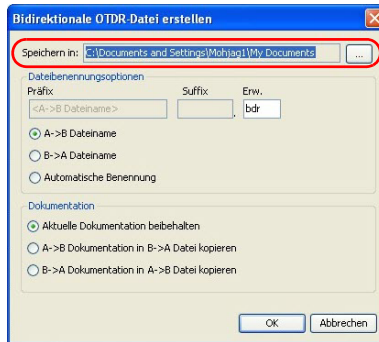 Bidirektionale OTDR-Datei erstellen
Speichern in: C:\Documents and Settings\Mohjag1\My Documents ...
Dateibenennungsoptionen
Präfix Suffix Erw.
<A->B Dateiname> . bdr
A->B Dateiname
B->A Dateiname
Automatische Benennung
Dokumentation
Aktuelle Dokumentation beibehalten
A->B Dokumentation in B->A Datei kopieren
B->A Dokumentation in A->B Datei kopieren
OK Abbrechen